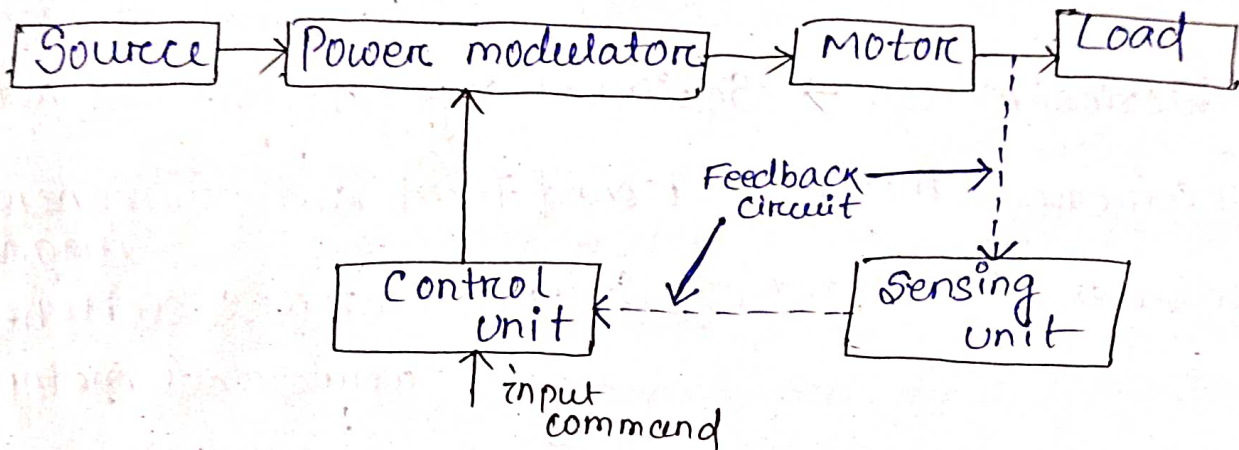 Source
Power modulator
Motor
Load
Feedback
circuit
Control
unit
Sensing
unit
input
command